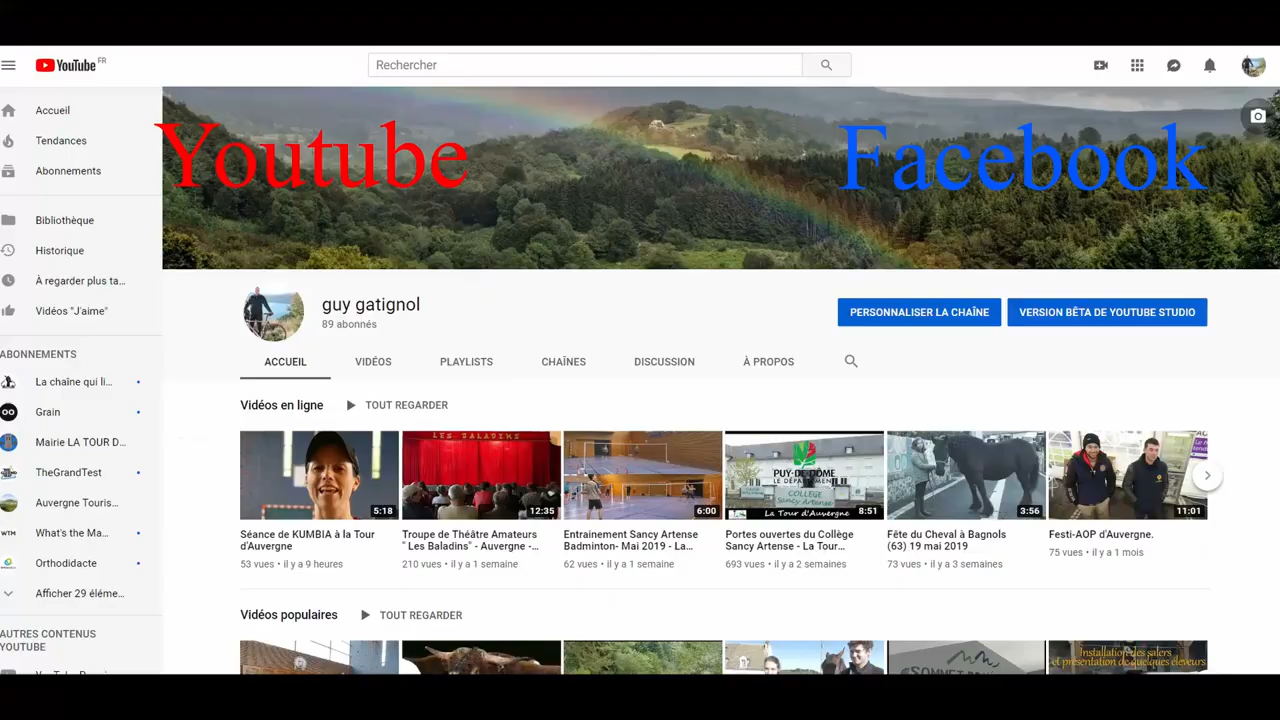 YouTube FR
Rechercher
Accueil
Tendances
Abonnements
Bibliothèque
Historique
À regarder plus ta...
Vidéos "J'aime"
ABONNEMENTS
La chaîne qui li...
Grain
Mairie LA TOUR D...
TheGrandTest
Auvergne Touris...
What's the Ma...
Orthodidacte
Afficher 29 éléme...
AUTRES CONTENUS
YOUTUBE
Youtube
Facebook
guy gatignol
89 abonnés
PERSONNALISER LA CHAÎNE
VERSION BÊTA DE YOUTUBE STUDIO
ACCUEIL
VIDÉOS
PLAYLISTS
CHAÎNES
DISCUSSION
À PROPOS
Vidéos en ligne
TOUT REGARDER
5:18
Séance de KUMBIA à la Tour
d'Auvergne
53 vues • il y a 9 heures
LES BALADINS
12:35
Troupe de Théâtre Amateurs
" Les Baladins" - Auvergne -...
210 vues • il y a 1 semaine
6:00
Entrainement Sancy Artense
Badminton- Mai 2019 - La...
62 vues • il y a 1 semaine
PUY-DE-DÔME
LE DÉPARTEMENT
COLLÈGE
Sancy Artense
La Tour d'Auvergne
8:51
Portes ouvertes du Collège
Sancy Artense - La Tour...
693 vues • il y a 2 semaines
3:56
Fête du Cheval à Bagnols
(63) 19 mai 2019
73 vues • il y a 3 semaines
11:01
Festi-AOP d'Auvergne.
75 vues • il y a 1 mois
Vidéos populaires
TOUT REGARDER
Installation des salers
et présentation de quelques éleveurs